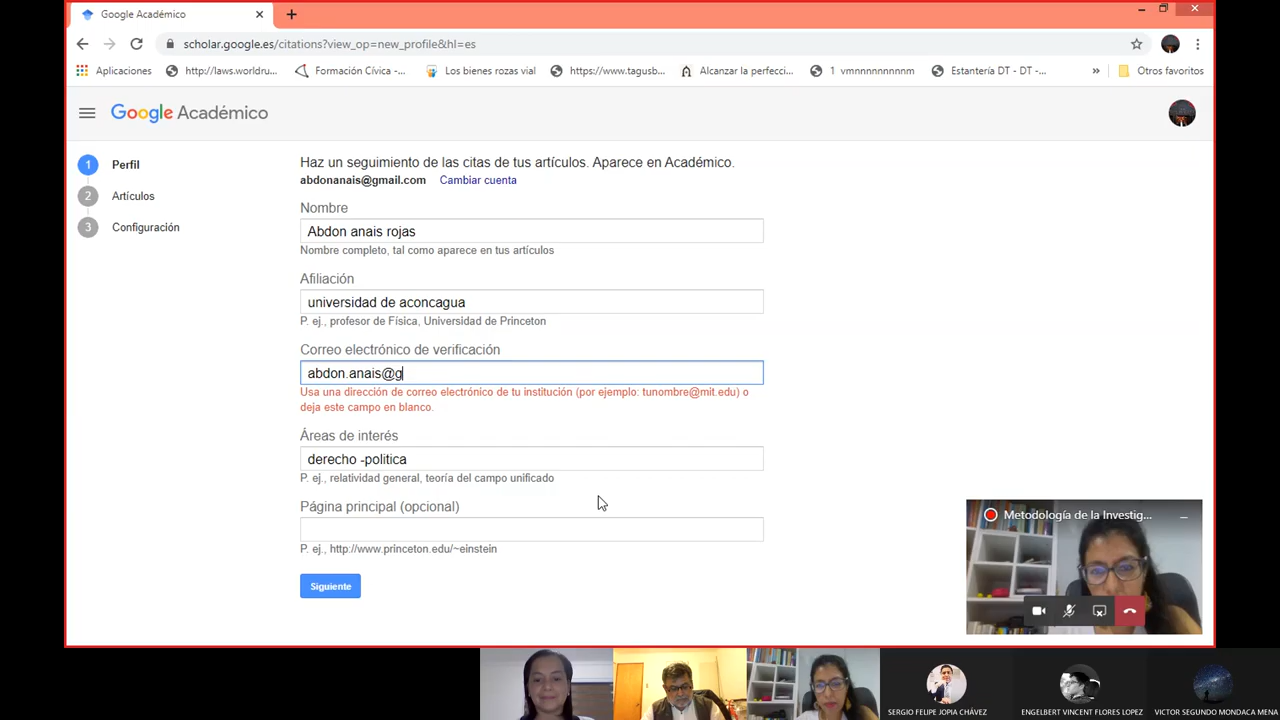 Google Académico
scholar.google.es/citations?view_op=new_profile&hl=es
Aplicaciones
http://laws.worldru...
Formación Cívica -...
Los bienes rozas vial
https://www.tagusb...
Alcanzar la perfecci...
1 vmnnnnnnnnm
Estantería DT - DT -...
»
Otros favoritos
Google Académico
1 Perfil
2 Artículos
3 Configuración
Haz un seguimiento de las citas de tus artículos. Aparece en Académico.
abdonanais@gmail.com Cambiar cuenta
Nombre
Abdon anais rojas
Nombre completo, tal como aparece en tus artículos
Afiliación
universidad de aconcagua
P. ej., profesor de Física, Universidad de Princeton
Correo electrónico de verificación
abdon.anais@g
Usa una dirección de correo electrónico de tu institución (por ejemplo: tunombre@mit.edu) o
deja este campo en blanco.
Áreas de interés
derecho -politica
P. ej., relatividad general, teoría del campo unificado
Página principal (opcional)
P. ej., http://www.princeton.edu/~einstein
Siguiente
Metodología de la Investig...
SERGIO FELIPE JOPIA CHÁVEZ
ENGELBERT VINCENT FLORES LOPEZ
VICTOR SEGUNDO MONDACA MENA